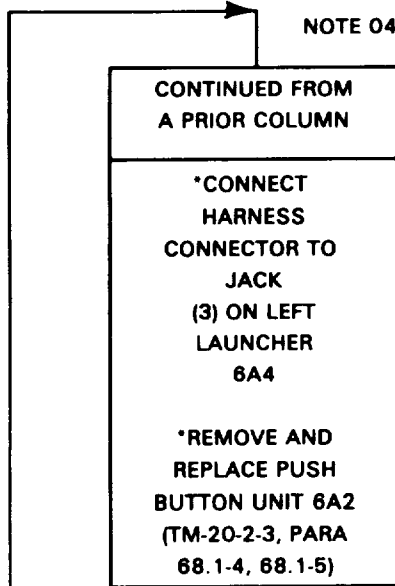 NOTE 04
CONTINUED FROM
A PRIOR COLUMN
*CONNECT
HARNESS
CONNECTOR TO
JACK
(3) ON LEFT
LAUNCHER
6A4
*REMOVE AND
REPLACE PUSH
BUTTON UNIT 6A2
(TM-20-2-3, PARA
68.1-4, 68.1-5)